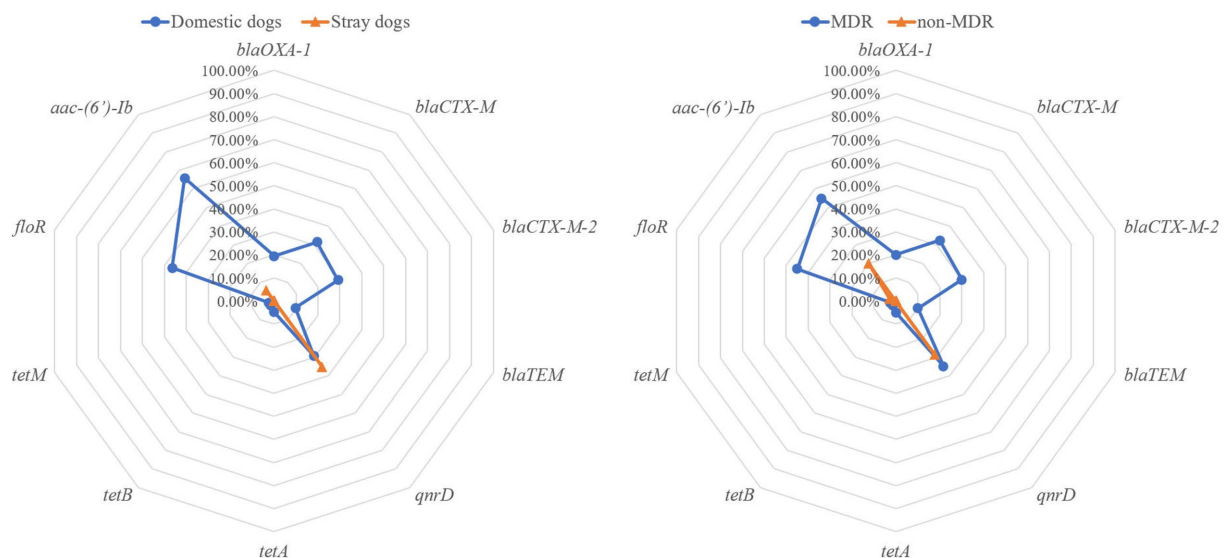 Domestic dogs Stray dogs
blaOXA-1
100.00%
90.00%
80.00%
70.00%
60.00%
50.00%
40.00%
30.00%
20.00%
10.00%
0.00%
blaCTX-M
blaCTX-M-2
blaTEM
qnrD
tetA
tetB
tetM
floR
aac-(6’)-Ib
MDR non-MDR
blaOXA-1
100.00%
90.00%
80.00%
70.00%
60.00%
50.00%
40.00%
30.00%
20.00%
10.00%
0.00%
blaCTX-M
blaCTX-M-2
blaTEM
qnrD
tetA
tetB
tetM
floR
aac-(6’)-Ib